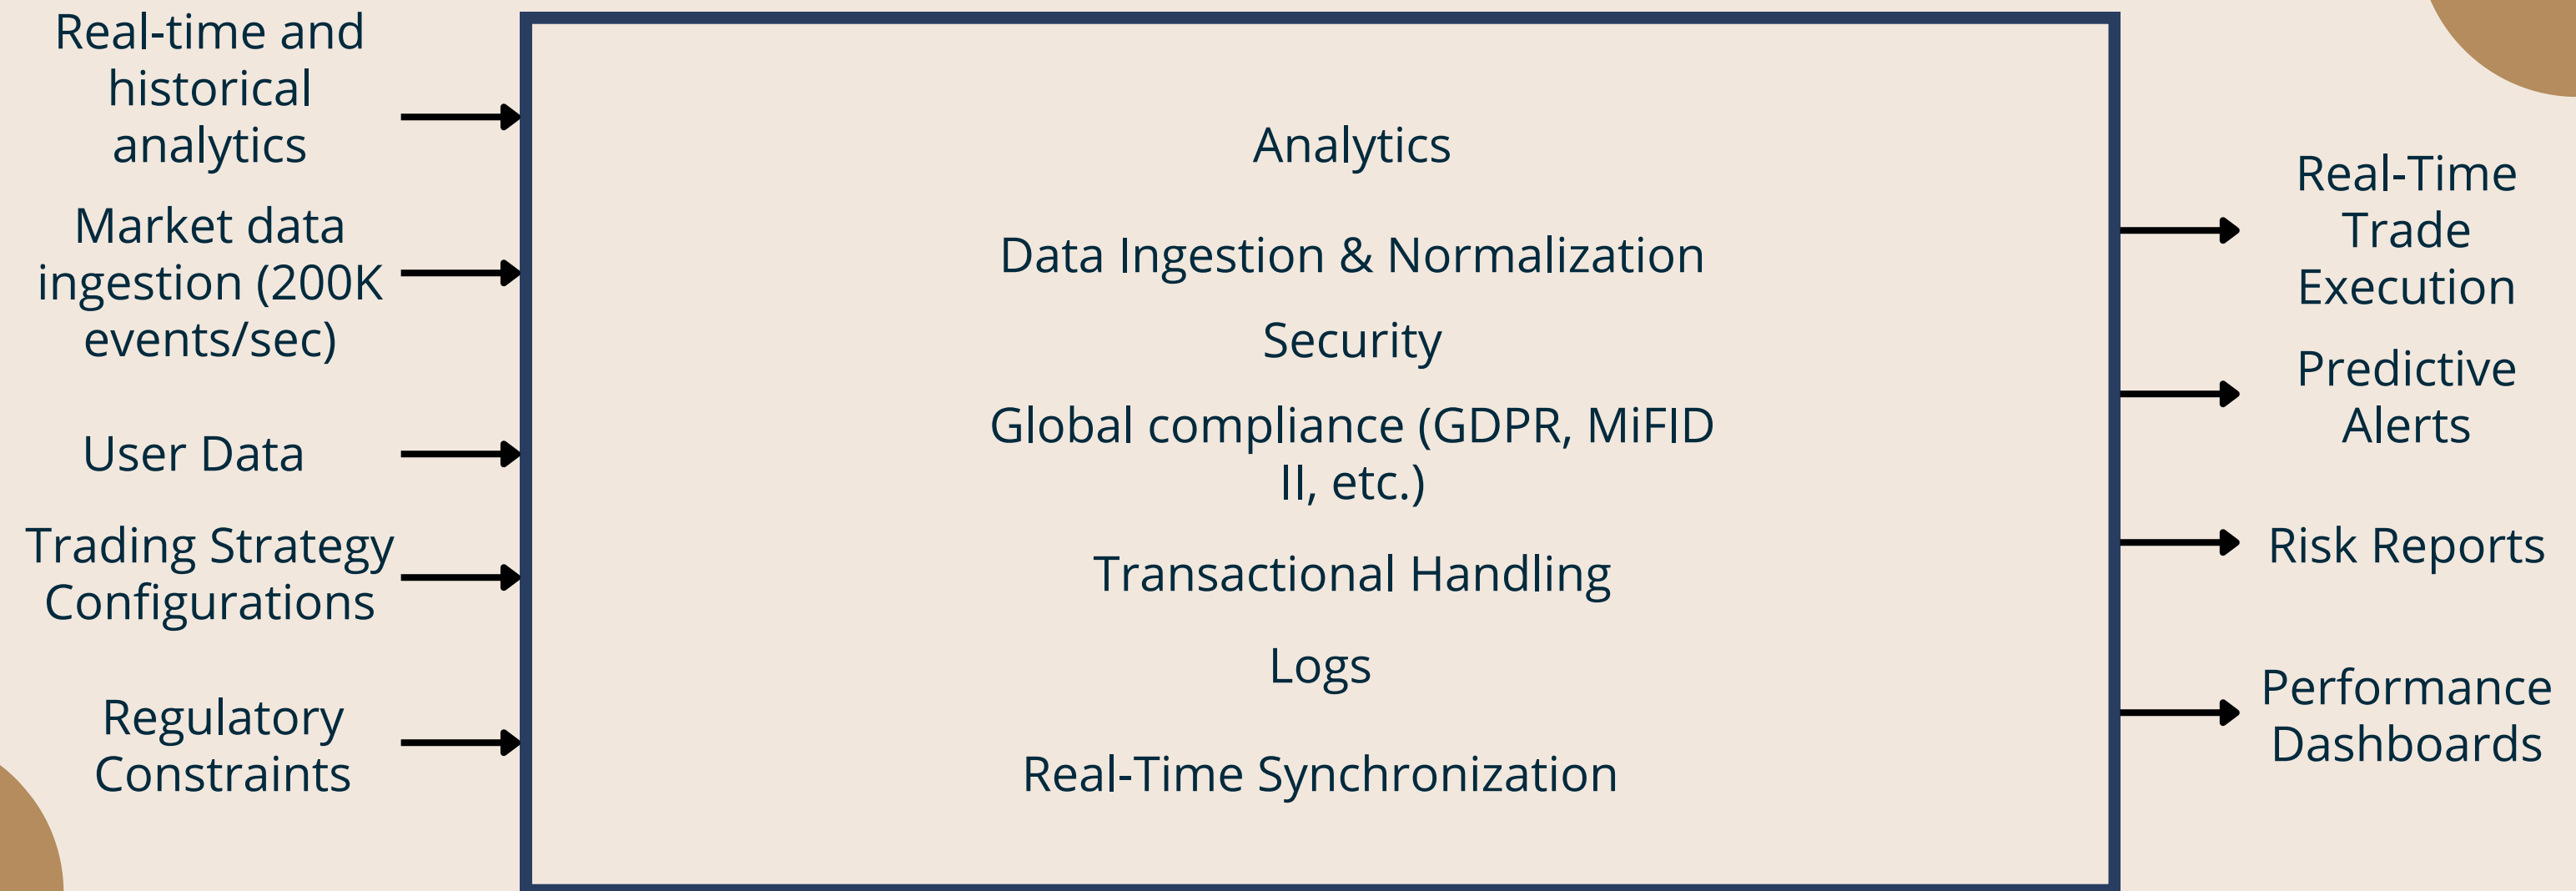 Real-time and
historical
analytics
Market data
ingestion (200K
events/sec)
User Data
Trading Strategy
Configurations
Regulatory
Constraints
Analytics
Data Ingestion & Normalization
Security
Global compliance (GDPR, MiFID
II, etc.)
Transactional Handling
Logs
Real-Time Synchronization
Real-Time
Trade
Execution
Predictive
Alerts
Risk Reports
Performance
Dashboards